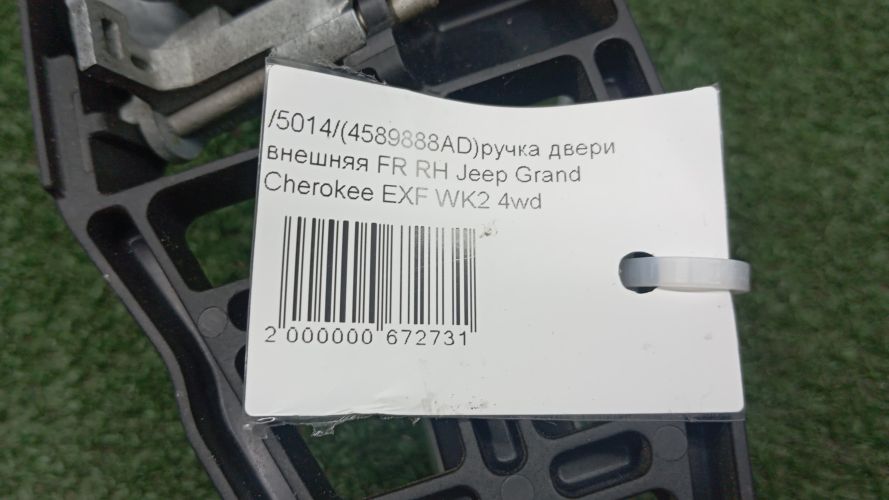 /5014/(4589888AD)ручка двери
внешняя FR RH Jeep Grand
Cherokee EXF WK2 4wd
2 000000 672731